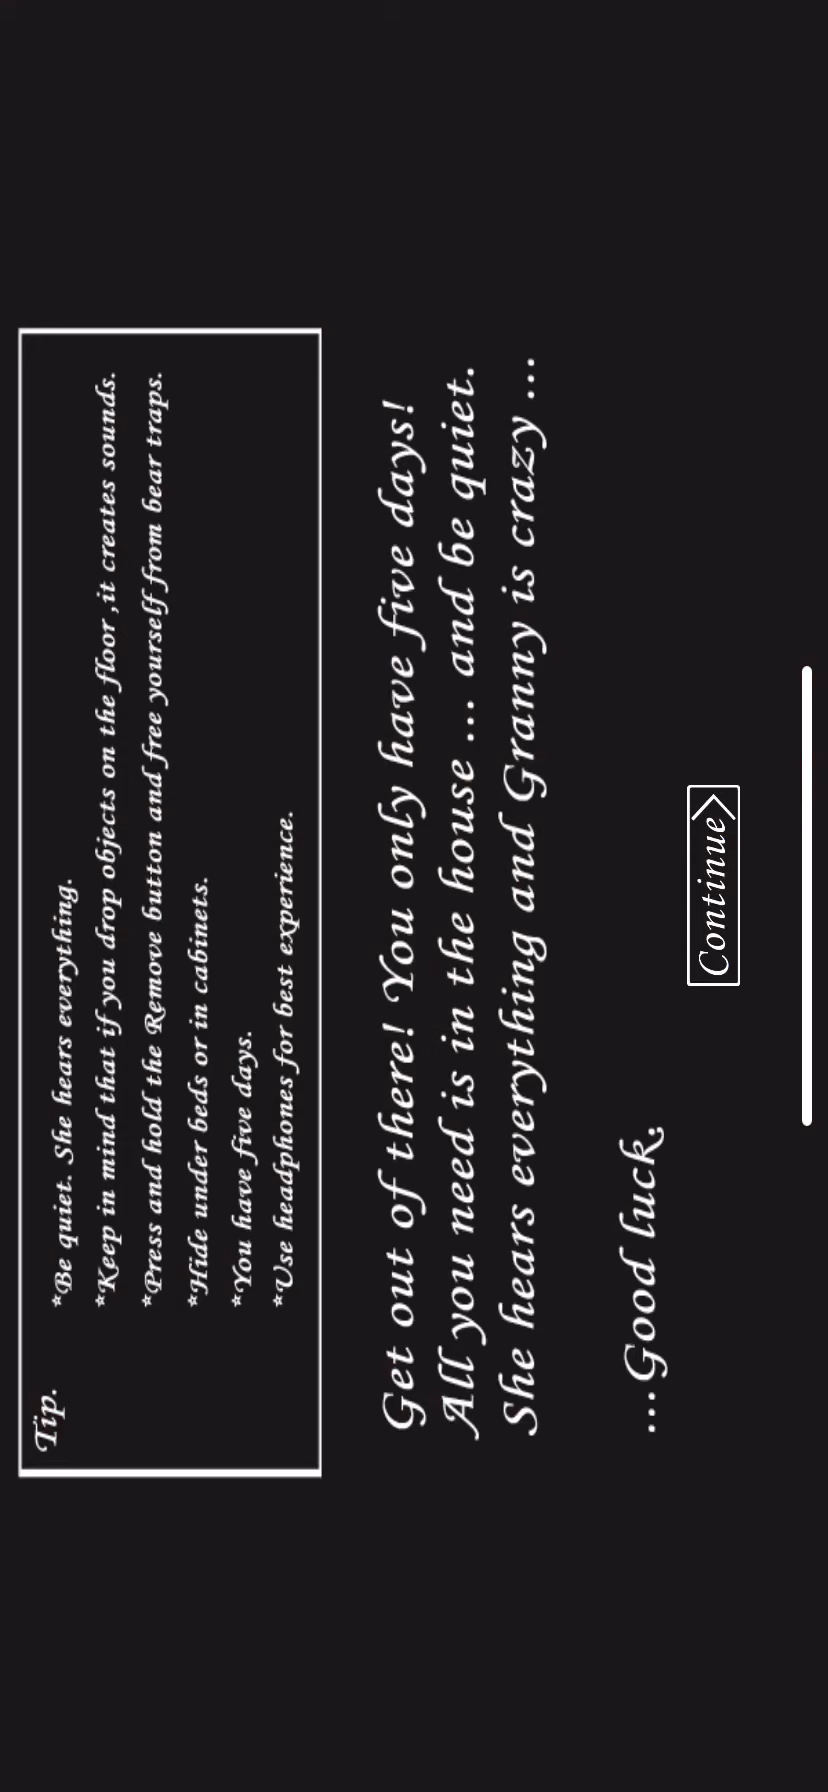 Tip.
*Be quiet. She hears everything.
*Keep in mind that if you drop objects on the floor ,it creates sounds.
*Press and hold the Remove button and free yourself from bear traps.
*Hide under beds or in cabinets.
*You have five days.
*Use headphones for best experience.
Get out of there! You only have five days!
All you need is in the house ... and be quiet.
She hears everything and Granny is crazy ...
...Good luck.
Continue>